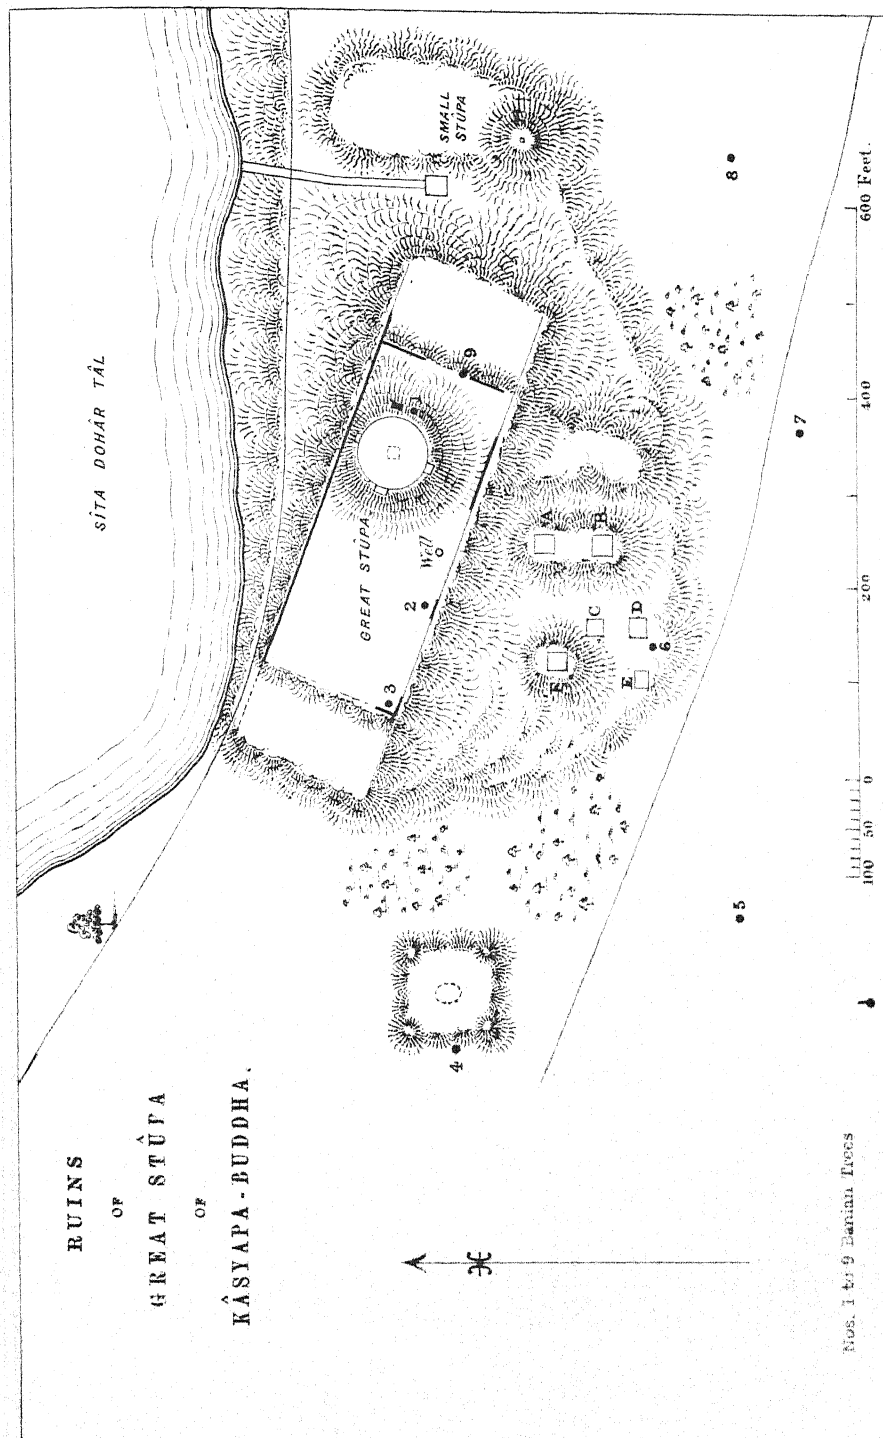 RUINS
OF
GREAT STÛPA
OF
KÂSYAPA-BUDDHA.
SÎTA DOHÁR TÂL
SMALL
STÛPA
GREAT STÛPA
Well
1
2
3
4
5
6
7
8
9
A
B
C
D
E
F
100 50 0 200 400 600 Feet.
Nos. 1 to 9 Banian Trees